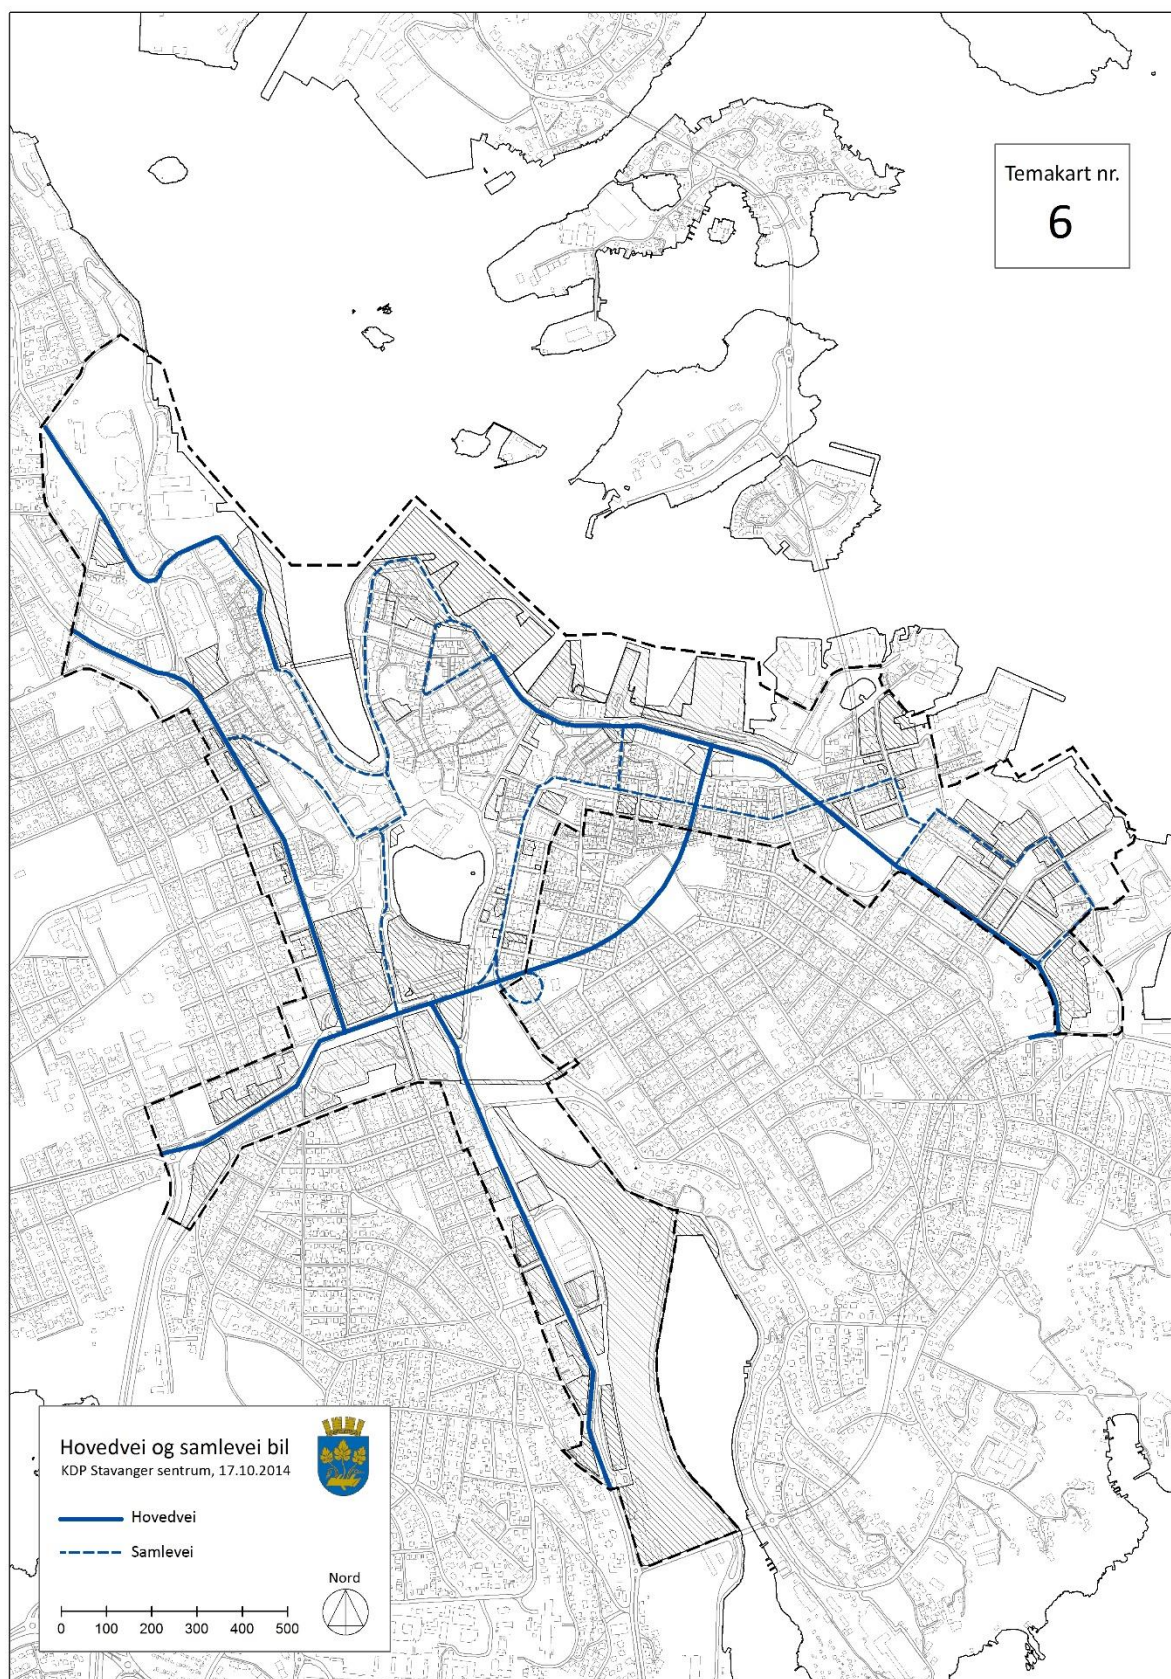 Temakart nr.
6
Hovedvei og samlevei bil
KDP Stavanger sentrum, 17.10.2014
Hovedvei
Samlevei
Nord
0 100 200 300 400 500